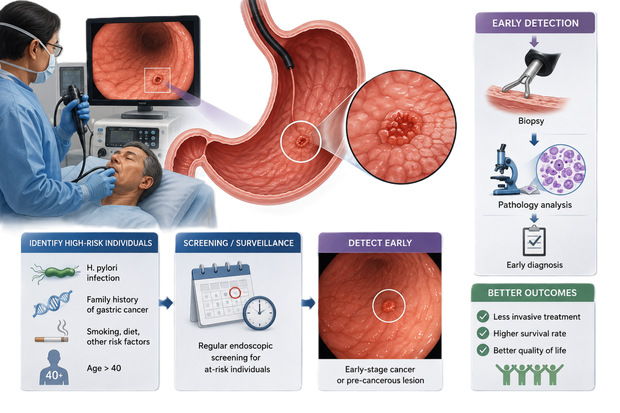 EARLY DETECTION
Biopsy
Pathology analysis
Early diagnosis
IDENTIFY HIGH-RISK INDIVIDUALS
H. pylori
infection
Family history
of gastric cancer
Smoking, diet,
other risk factors
40+
Age > 40
SCREENING / SURVEILLANCE
Regular endoscopic
screening for
at-risk individuals
DETECT EARLY
Early-stage cancer
or pre-cancerous lesion
BETTER OUTCOMES
Less invasive treatment
Higher survival rate
Better quality of life